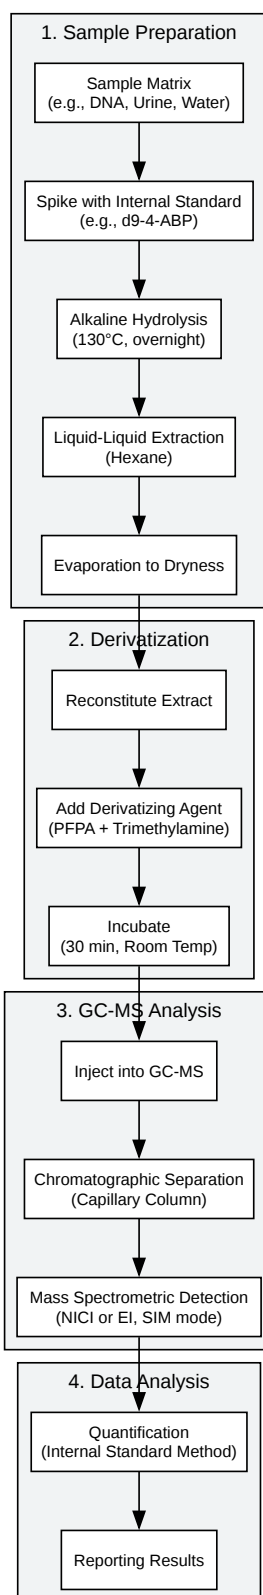 1. Sample Preparation
Sample Matrix
(e.g., DNA, Urine, Water)
Spike with Internal Standard
(e.g., d9-4-ABP)
Alkaline Hydrolysis
(130°C, overnight)
Liquid-Liquid Extraction
(Hexane)
Evaporation to Dryness
2. Derivatization
Reconstitute Extract
Add Derivatizing Agent
(PFPA + Trimethylamine)
Incubate
(30 min, Room Temp)
3. GC-MS Analysis
Inject into GC-MS
Chromatographic Separation
(Capillary Column)
Mass Spectrometric Detection
(NICI or EI, SIM mode)
4. Data Analysis
Quantification
(Internal Standard Method)
Reporting Results